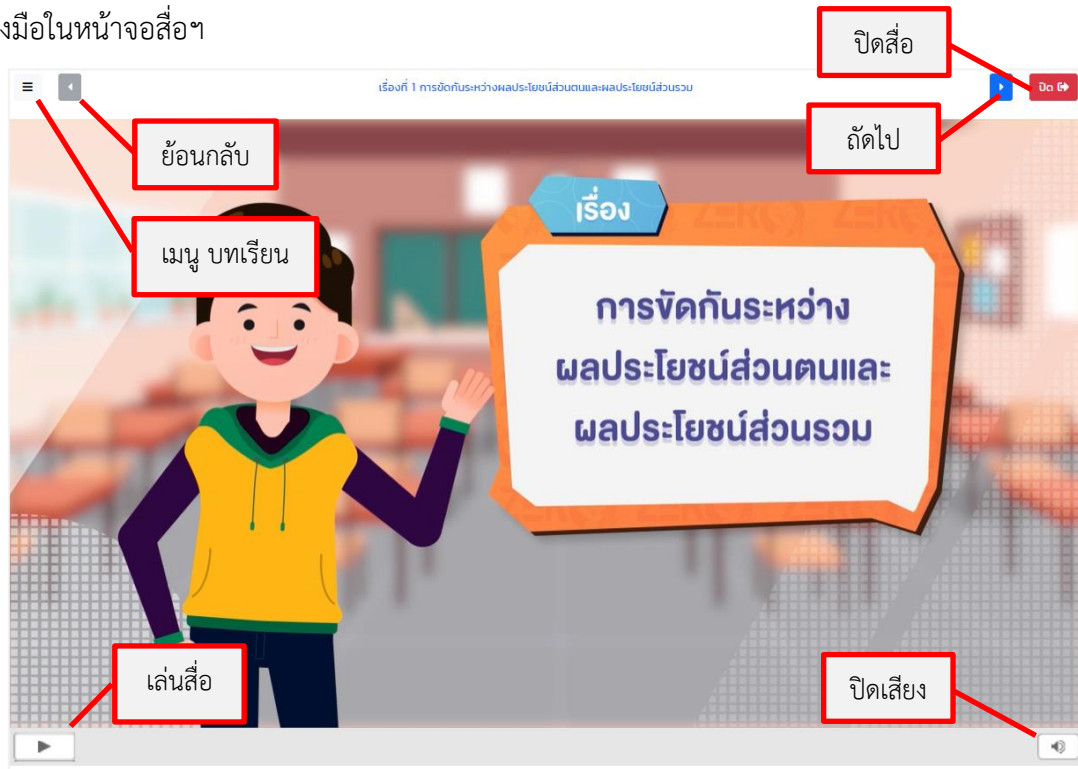 งมือในหน้าจอสื่อฯ
ปิดสื่อ
เรื่องที่ 1 การขัดกันระหว่างผลประโยชน์ส่วนตนและผลประโยชน์ส่วนรวม
ปิด
ถัดไป
ย้อนกลับ
เมนู บทเรียน
เรื่อง
การขัดกันระหว่าง
ผลประโยชน์ส่วนตนและ
ผลประโยชน์ส่วนรวม
เล่นสื่อ
ปิดเสียง